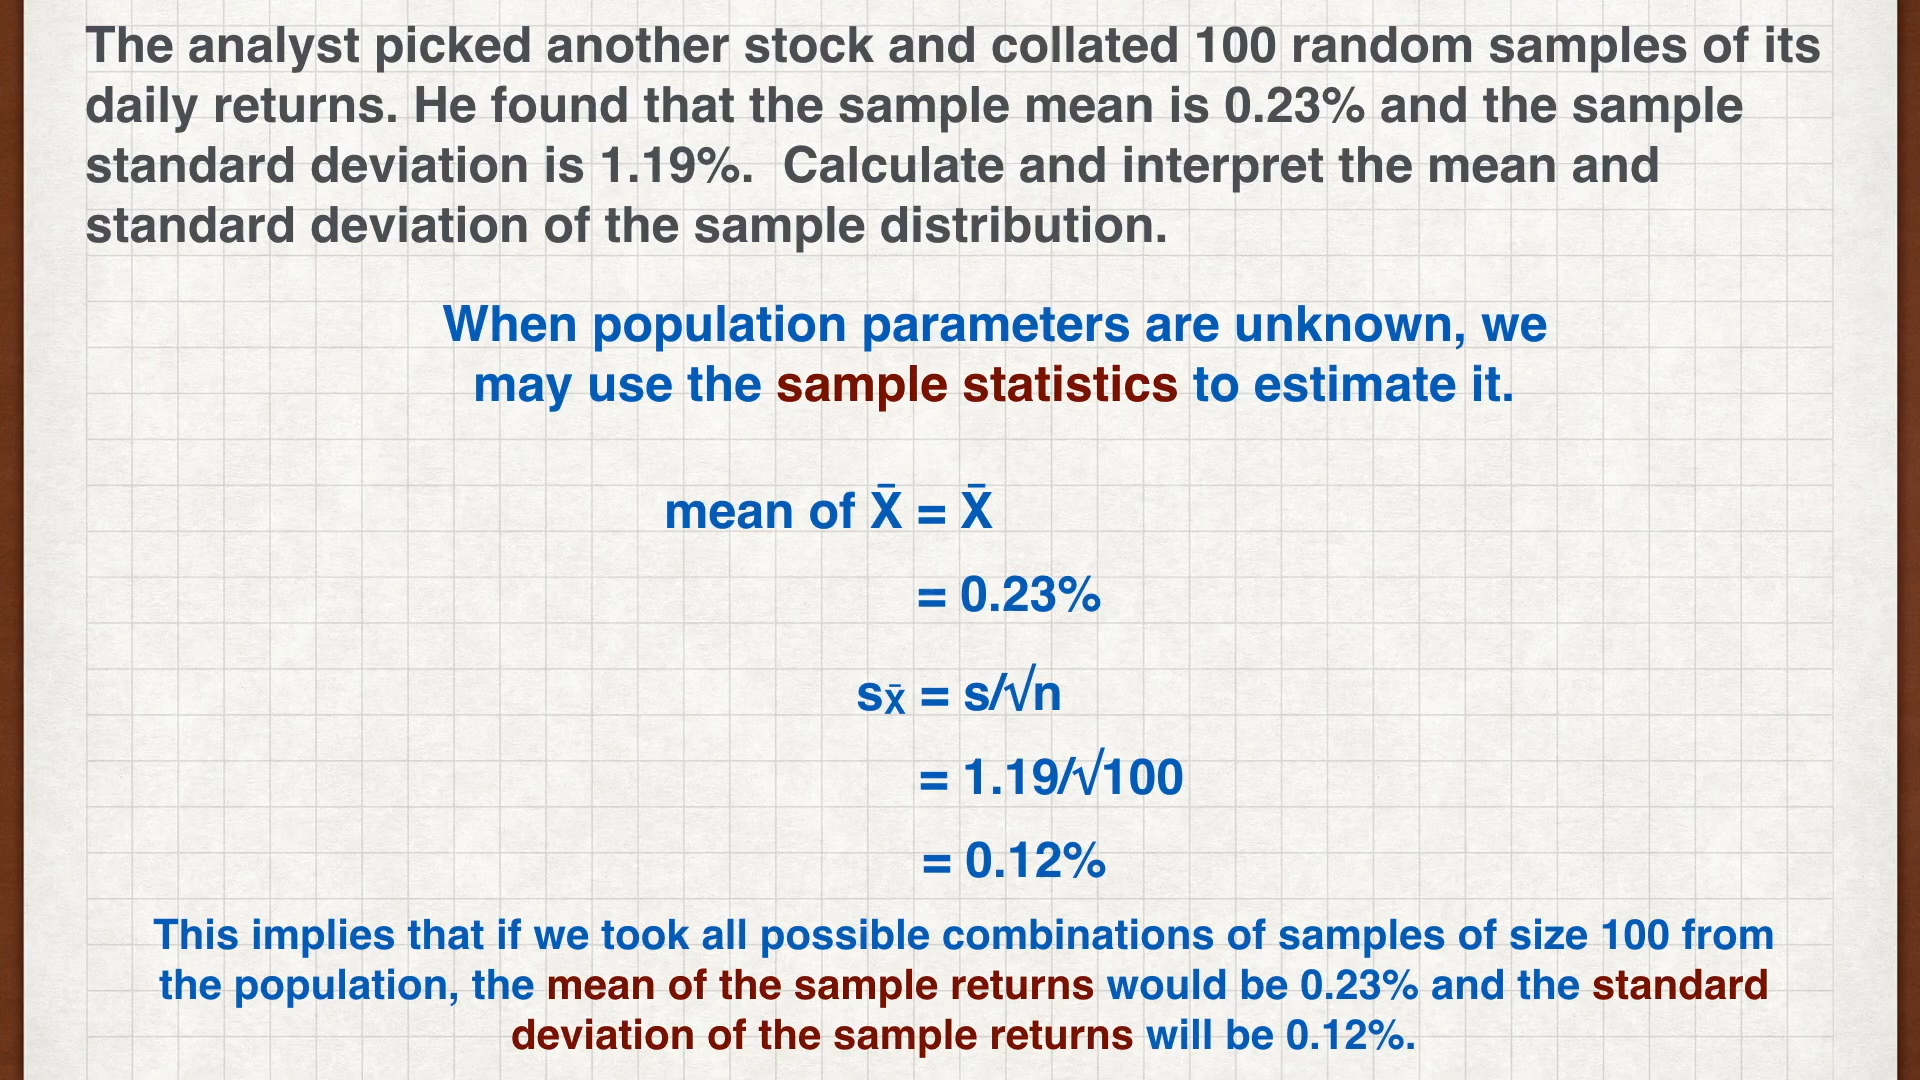 The analyst picked another stock and collated 100 random samples of its
daily returns. He found that the sample mean is 0.23% and the sample
standard deviation is 1.19%.  Calculate and interpret the mean and
standard deviation of the sample distribution.
When population parameters are unknown, we
may use the sample statistics to estimate it.
mean of X̄ = X̄
= 0.23%
sx̄ = s/√n
= 1.19/√100
= 0.12%
This implies that if we took all possible combinations of samples of size 100 from
the population, the mean of the sample returns would be 0.23% and the standard
deviation of the sample returns will be 0.12%.